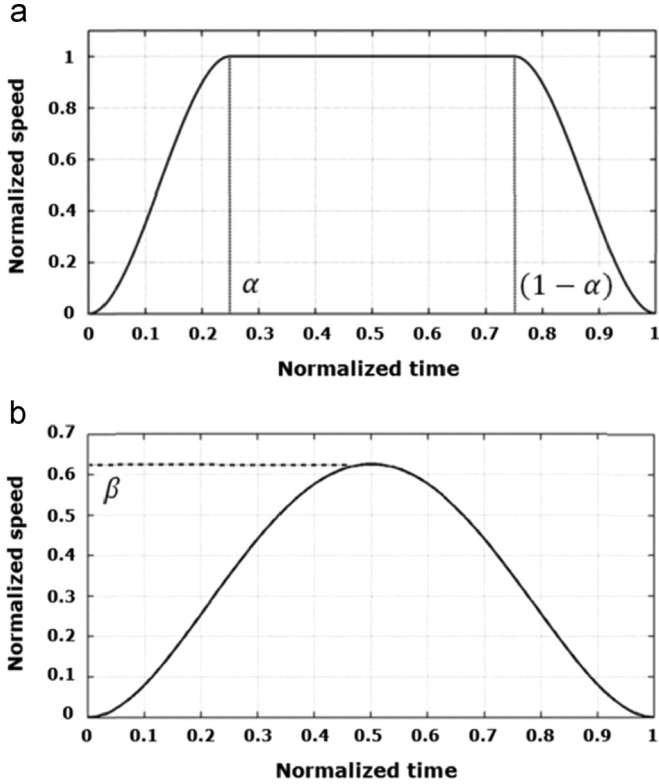 a
Normalized speed
1
0.8
0.6
0.4
0.2
0
α
(1 − α)
0 0.1 0.2 0.3 0.4 0.5 0.6 0.7 0.8 0.9 1
Normalized time
b
Normalized speed
0.7
0.6
0.5
0.4
0.3
0.2
0.1
0
β
0 0.1 0.2 0.3 0.4 0.5 0.6 0.7 0.8 0.9 1
Normalized time